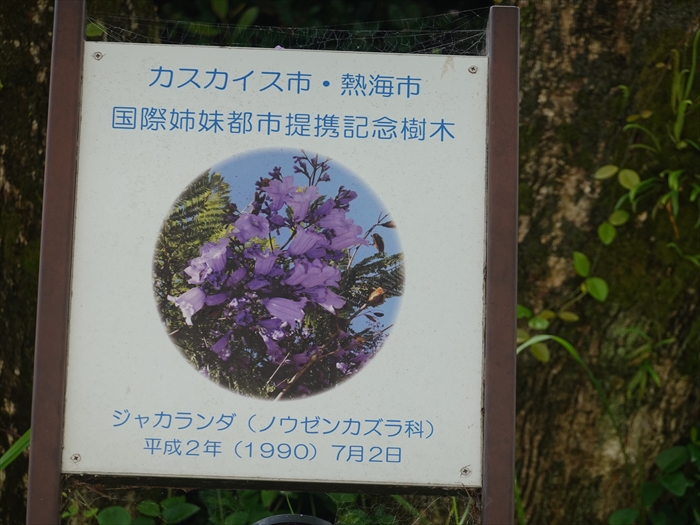 カスカイス市・熱海市
国際姉妹都市提携記念樹木
ジャカランダ（ノウゼンカズラ科）
平成2年（1990）7月2日